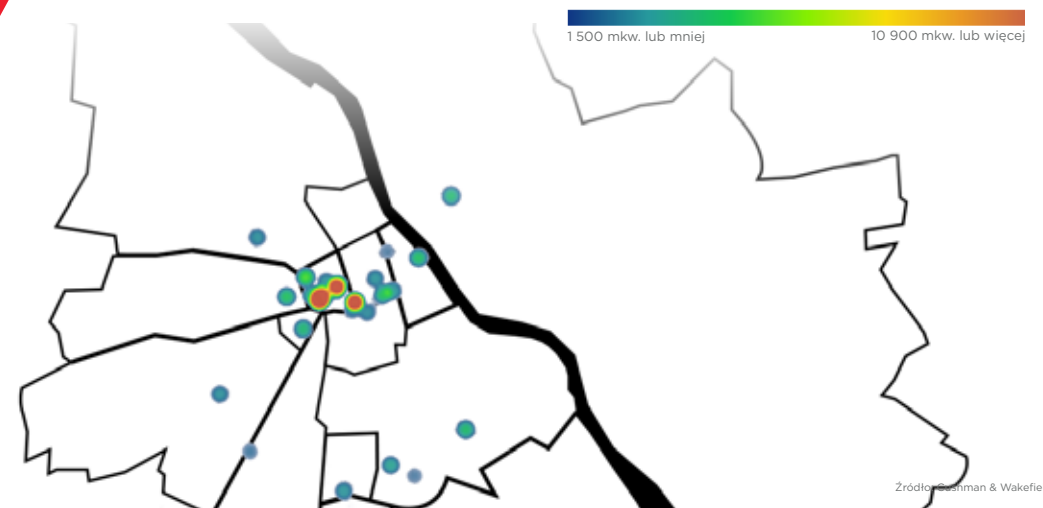 1 500 mkw. lub mniej
10 900 mkw. lub więcej
Źródło: Cushman & Wakefie